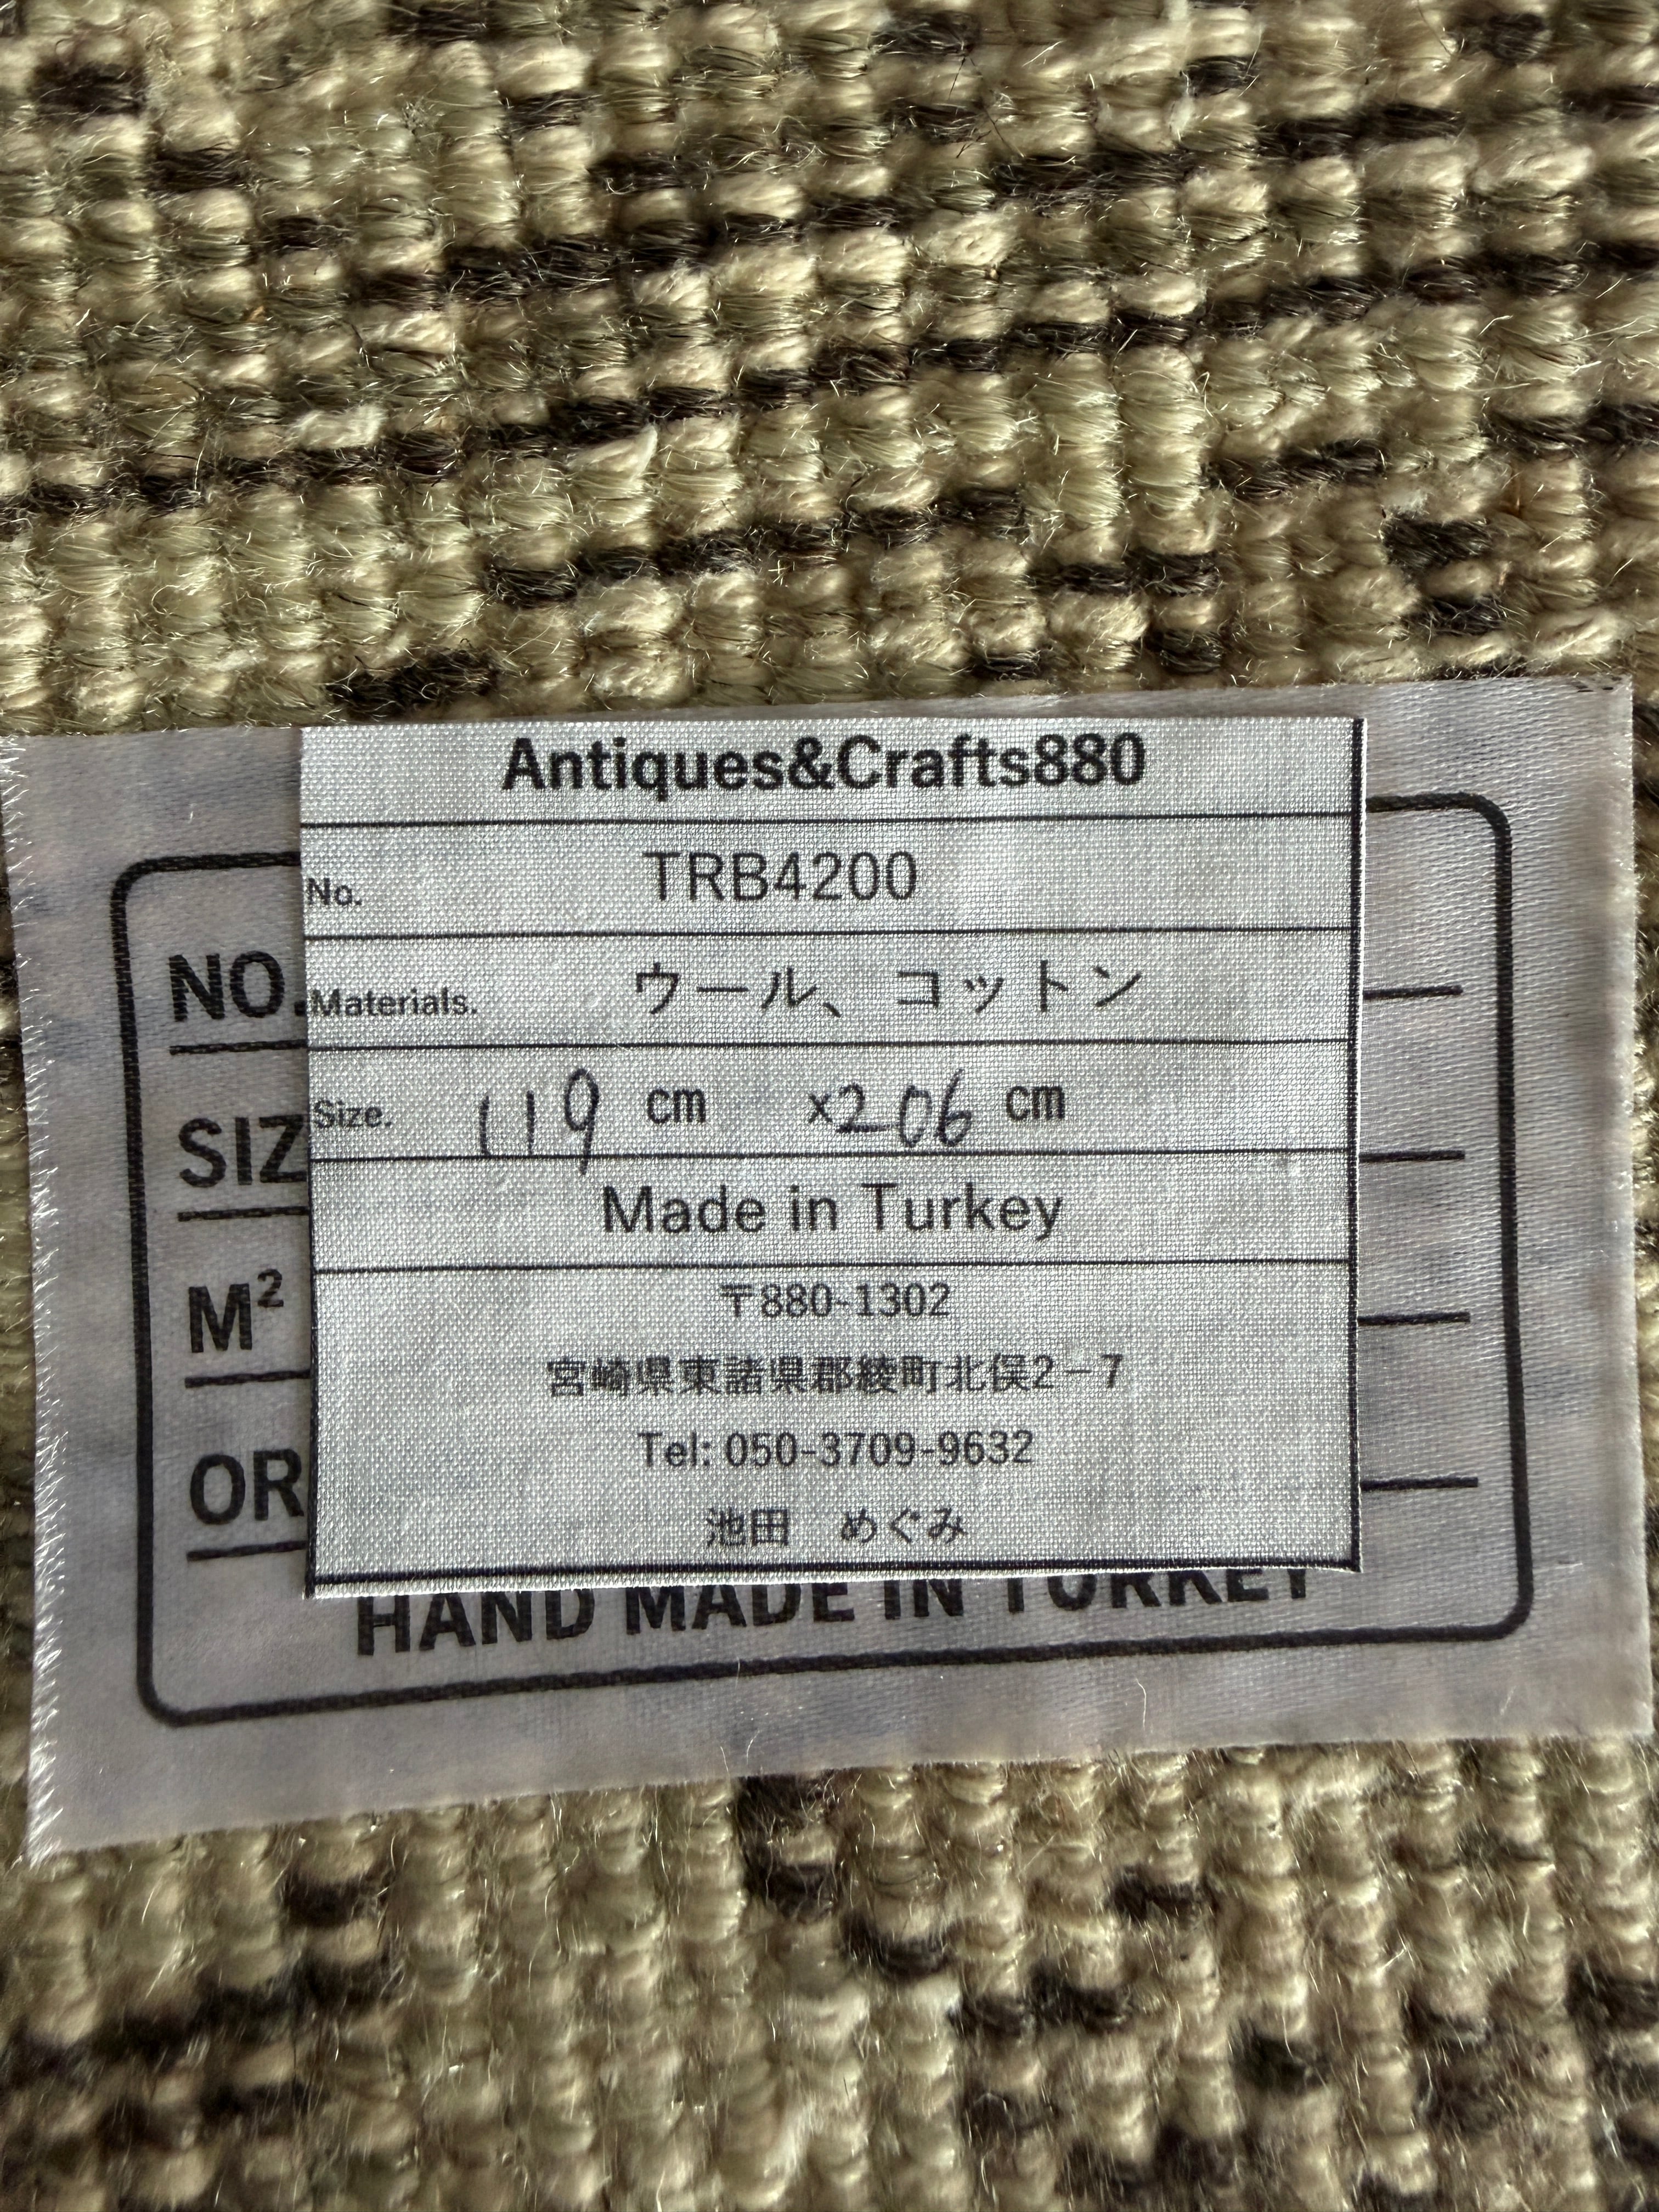 Antiques&Crafts880
No. TRB4200
Materials. ウール、コットン
Size. 119 cm x206 cm
Made in Turkey
〒880-1302
宮崎県東諸県郡綾町北俣2－7
Tel: 050-3709-9632
池田　めぐみ
NO.
SIZ
M²
OR
HAND MADE IN TURKEY